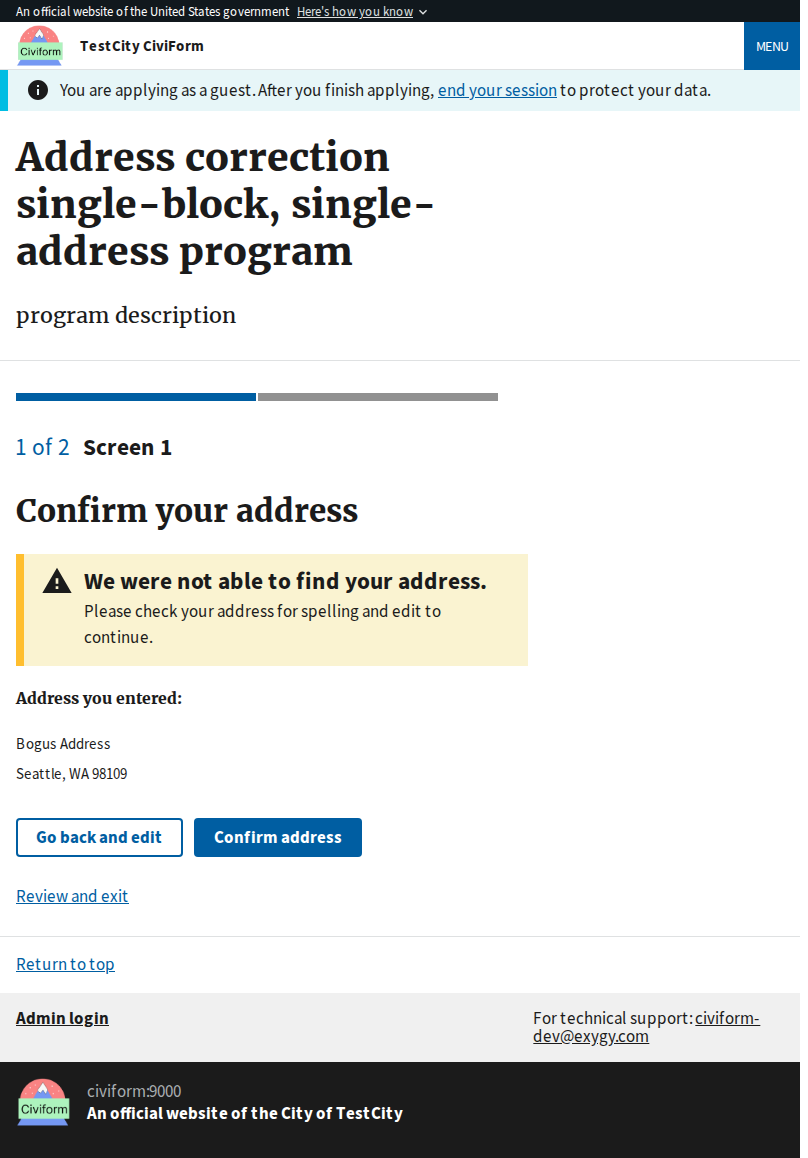 An official website of the United States government Here's how you know
Civiform
TestCity CiviForm
MENU
You are applying as a guest. After you finish applying, end your session to protect your data.
Address correction
single-block, single-
address program
program description
1 of 2 Screen 1
Confirm your address
We were not able to find your address.
Please check your address for spelling and edit to
continue.
Address you entered:
Bogus Address
Seattle, WA 98109
Go back and edit
Confirm address
Review and exit
Return to top
Admin login
For technical support: civiform-
dev@exygy.com
Civiform
civiform:9000
An official website of the City of TestCity